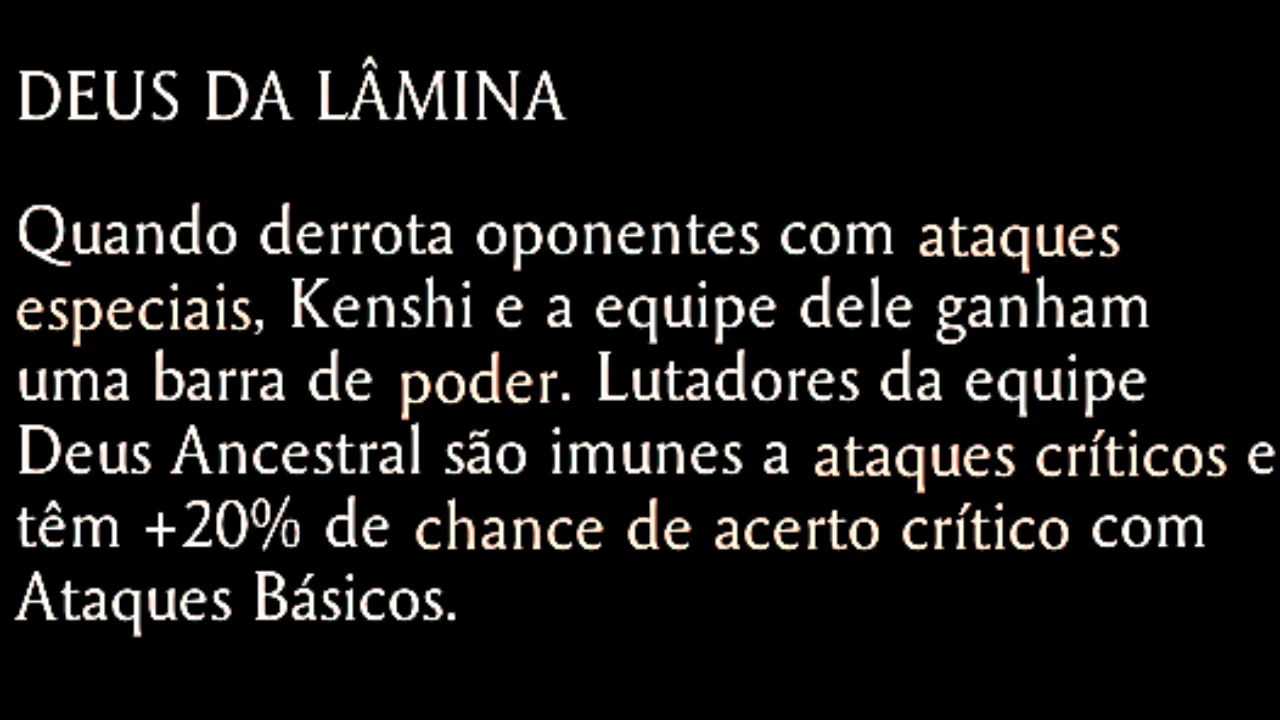 DEUS DA LÂMINA
Quando derrota oponentes com ataques
especiais, Kenshi e a equipe dele ganham
uma barra de poder. Lutadores da equipe
Deus Ancestral são imunes a ataques críticos e
têm +20% de chance de acerto crítico com
Ataques Básicos.